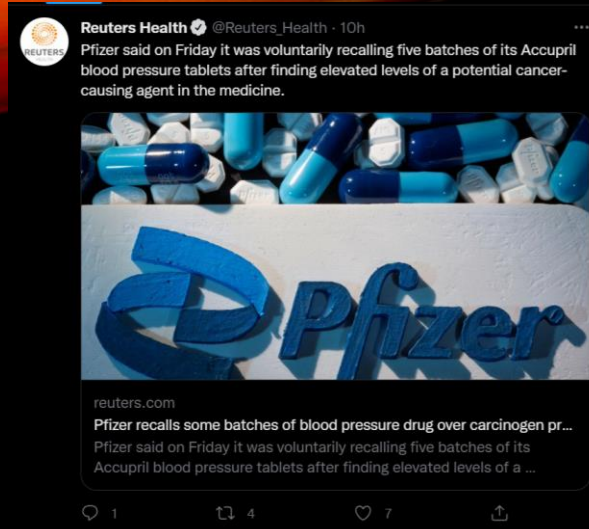 Reuters Health @Reuters_Health · 10h
REUTERS
HEALTH
Pfizer said on Friday it was voluntarily recalling five batches of its Accupril
blood pressure tablets after finding elevated levels of a potential cancer-
causing agent in the medicine.
Pfizer
reuters.com
Pfizer recalls some batches of blood pressure drug over carcinogen pr...
Pfizer said on Friday it was voluntarily recalling five batches of its
Accupril blood pressure tablets after finding elevated levels of a ...
1 4 7